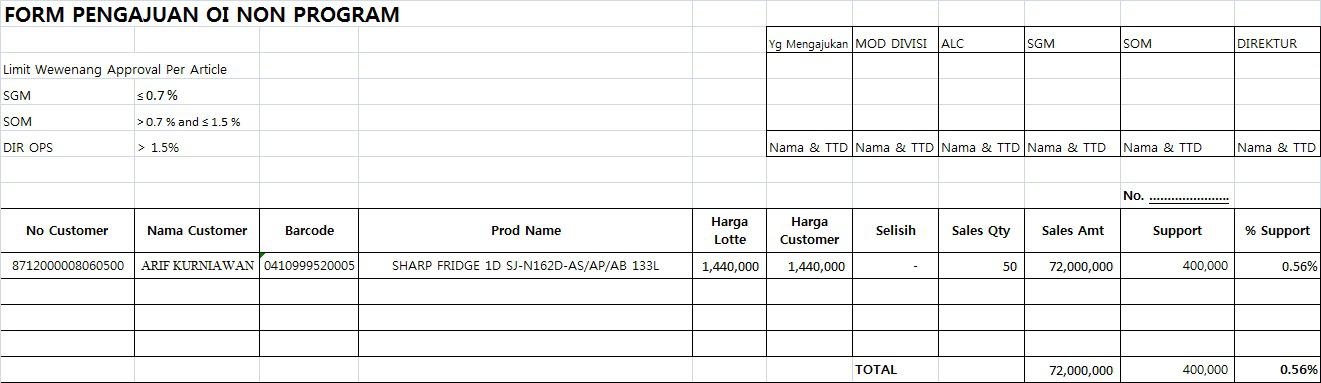 FORM PENGAJUAN OI NON PROGRAM
Yg Mengajukan MOD DIVISI ALC SGM SOM DIREKTUR
Limit Wewenang Approval Per Article
SGM ≤ 0.7 %
SOM > 0.7 % and ≤ 1.5 %
DIR OPS > 1.5%
Nama & TTD Nama & TTD Nama & TTD Nama & TTD Nama & TTD Nama & TTD
No. ......................
No Customer Nama Customer Barcode Prod Name Harga Lotte Harga Customer Selisih Sales Qty Sales Amt Support % Support
8712000008060500 ARIF KURNIAWAN 0410999520005 SHARP FRIDGE 1D SJ-N162D-AS/AP/AB 133L 1,440,000 1,440,000 - 50 72,000,000 400,000 0.56%
TOTAL 72,000,000 400,000 0.56%